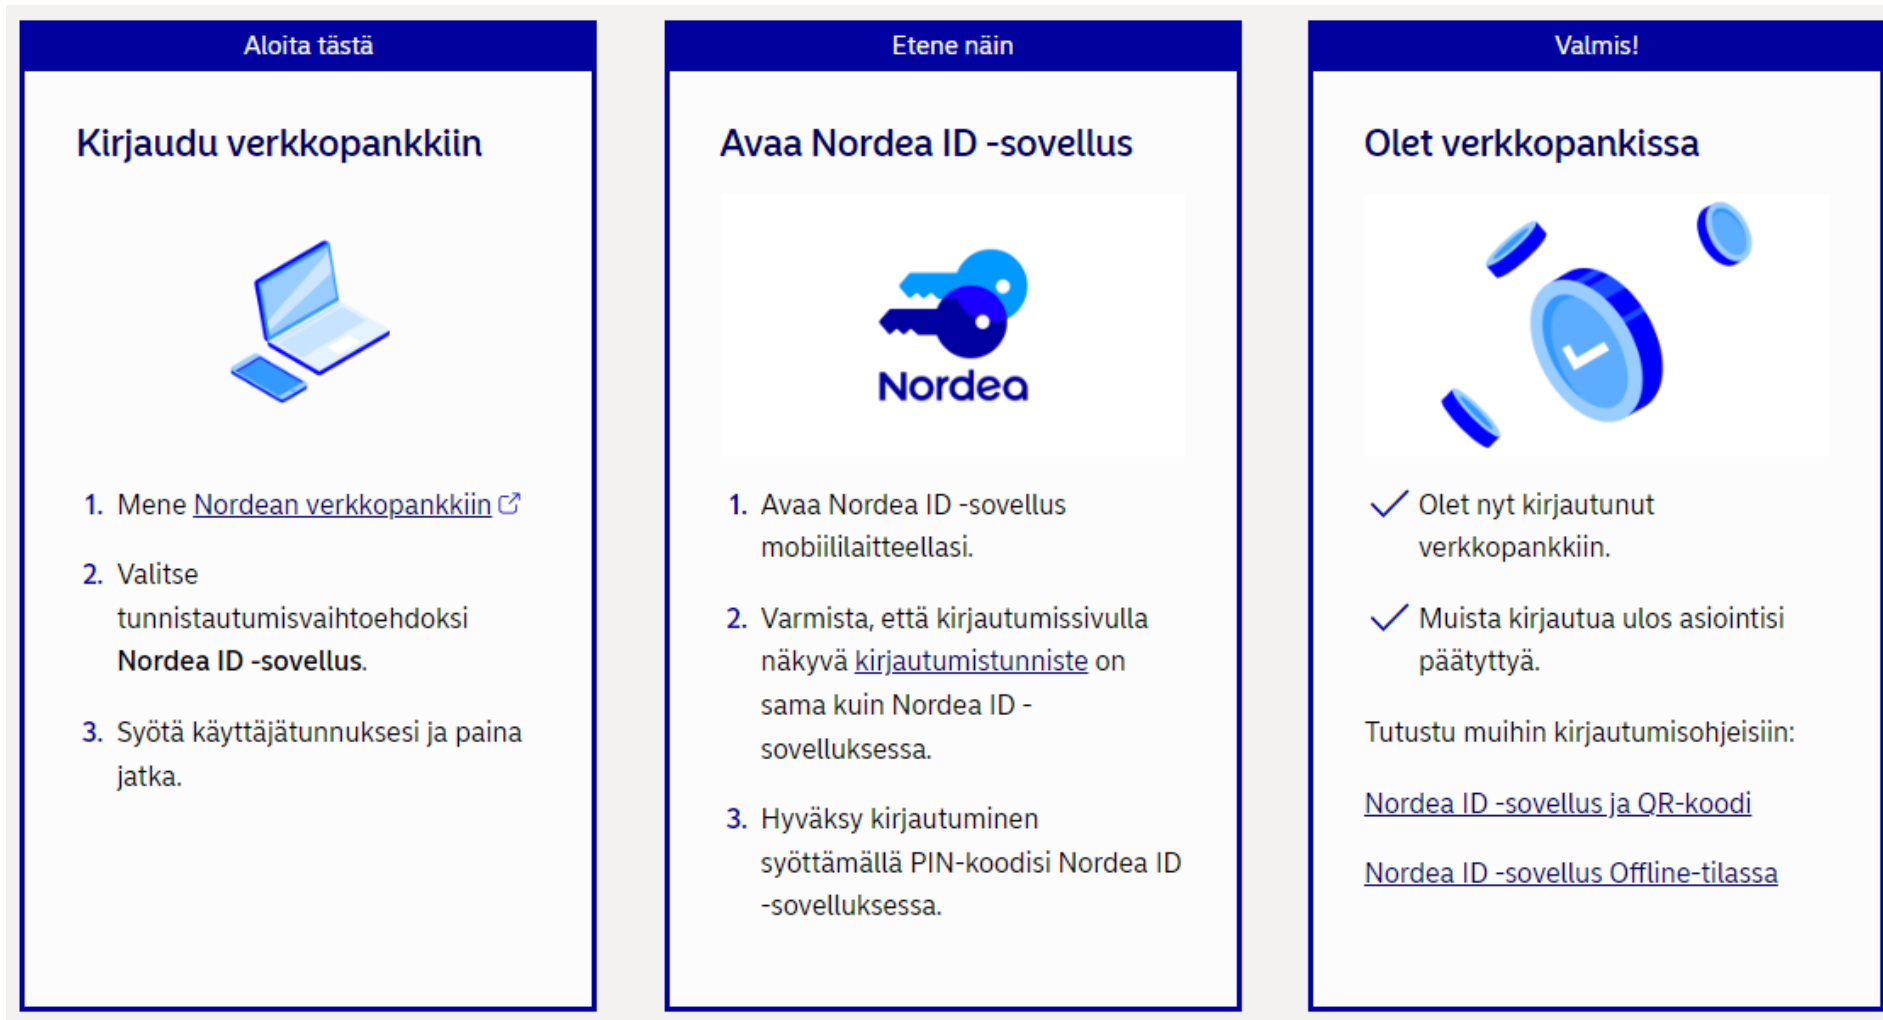 Aloita tästä
Kirjaudu verkkopankkiin
1. Mene Nordean verkkopankkiin
2. Valitse
tunnistautumisvaihtoehdoksi
Nordea ID -sovellus.
3. Syötä käyttäjätunnuksesi ja paina
jatka.
Etene näin
Avaa Nordea ID -sovellus
Nordea
1. Avaa Nordea ID -sovellus
mobiililaitteellasi.
2. Varmista, että kirjautumissivulla
näkyvä kirjautumistunniste on
sama kuin Nordea ID -
sovelluksessa.
3. Hyväksy kirjautuminen
syöttämällä PIN-koodisi Nordea ID
-sovelluksessa.
Valmis!
Olet verkkopankissa
Olet nyt kirjautunut
verkkopankkiin.
Muista kirjautua ulos asiointisi
päätyttyä.
Tutustu muihin kirjautumisohjeisiin:
Nordea ID -sovellus ja QR-koodi
Nordea ID -sovellus Offline-tilassa